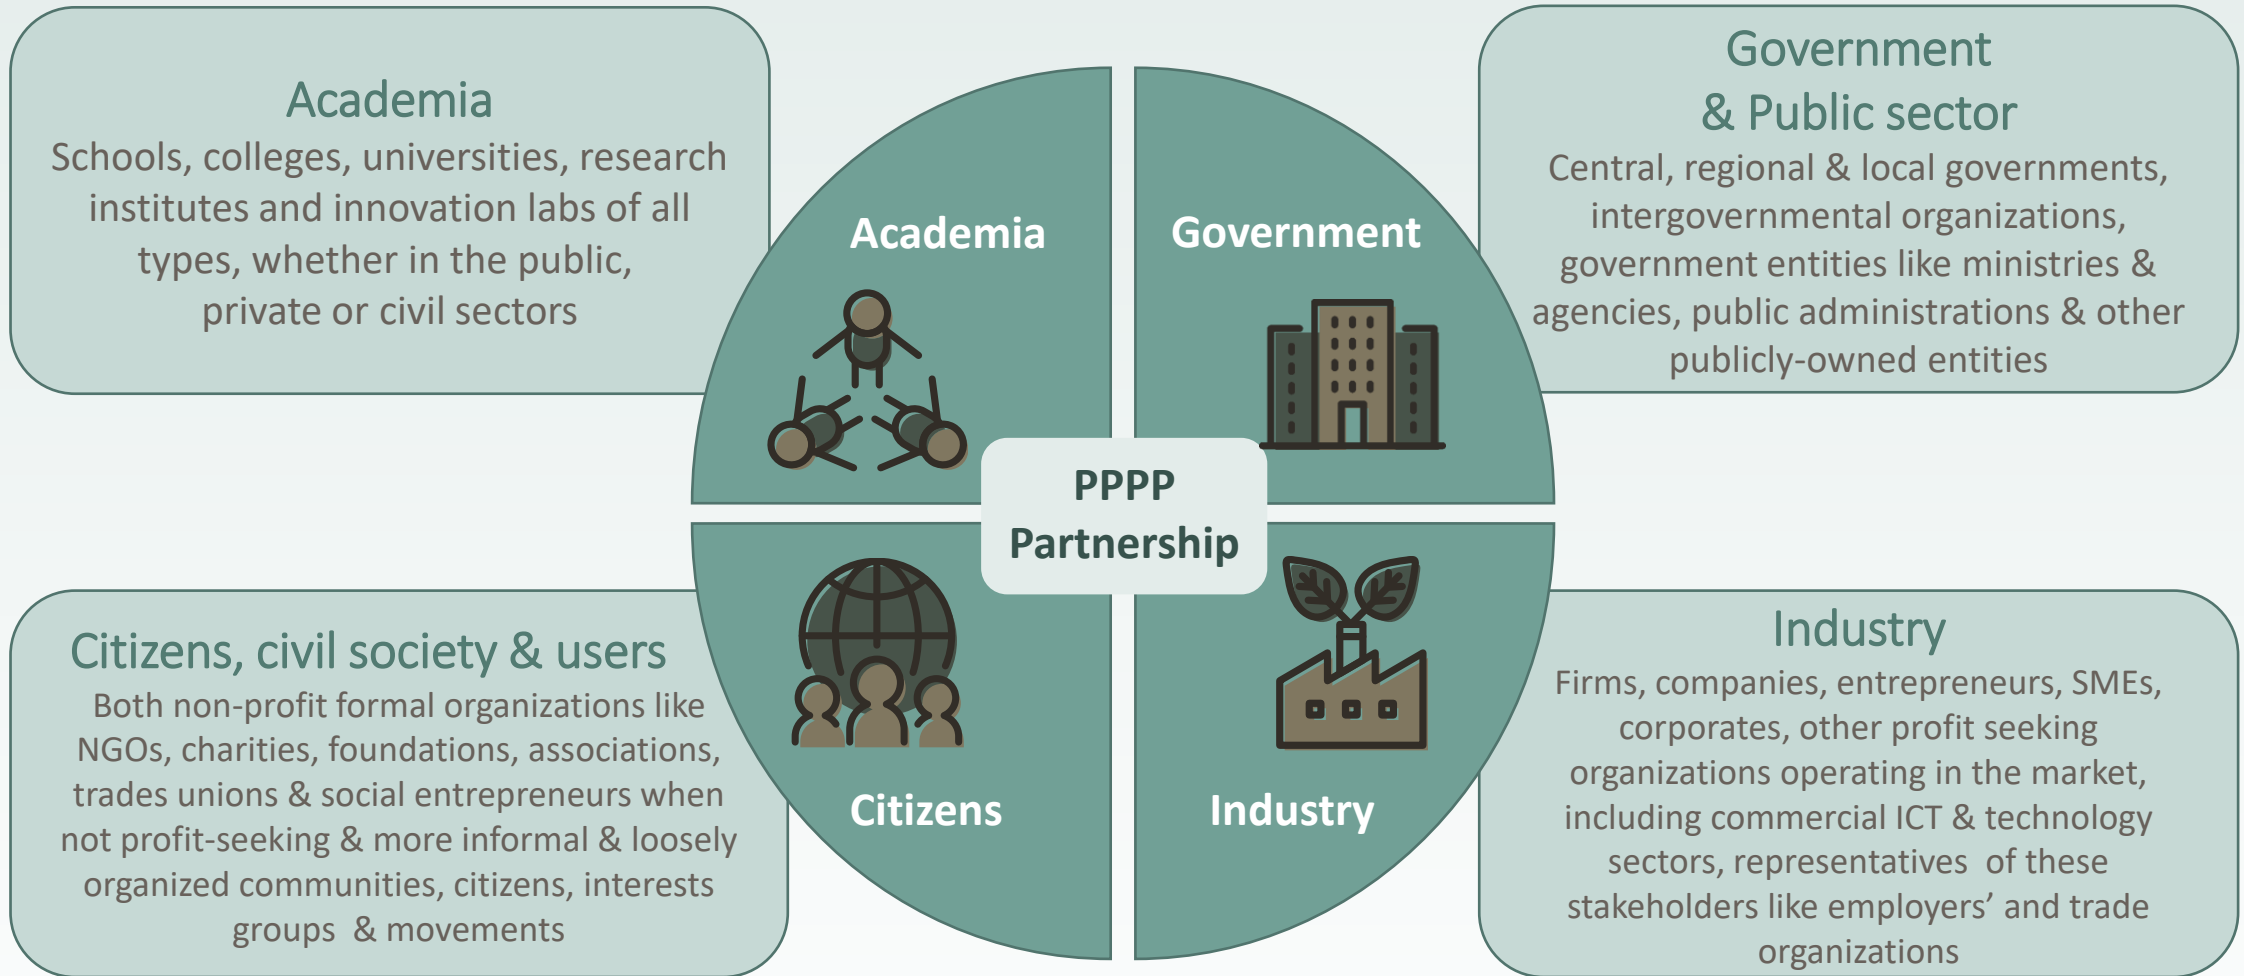 Academia
Schools, colleges, universities, research
institutes and innovation labs of all
types, whether in the public,
private or civil sectors
Government
& Public sector
Central, regional & local governments,
intergovernmental organizations,
government entities like ministries &
agencies, public administrations & other
publicly-owned entities
Academia
Government
PPPP
Partnership
Citizens
Industry
Citizens, civil society & users
Both non-profit formal organizations like
NGOs, charities, foundations, associations,
trades unions & social entrepreneurs when
not profit-seeking & more informal & loosely
organized communities, citizens, interests
groups  & movements
Industry
Firms, companies, entrepreneurs, SMEs,
corporates, other profit seeking
organizations operating in the market,
including commercial ICT & technology
sectors, representatives  of these
stakeholders like employers’ and trade
organizations